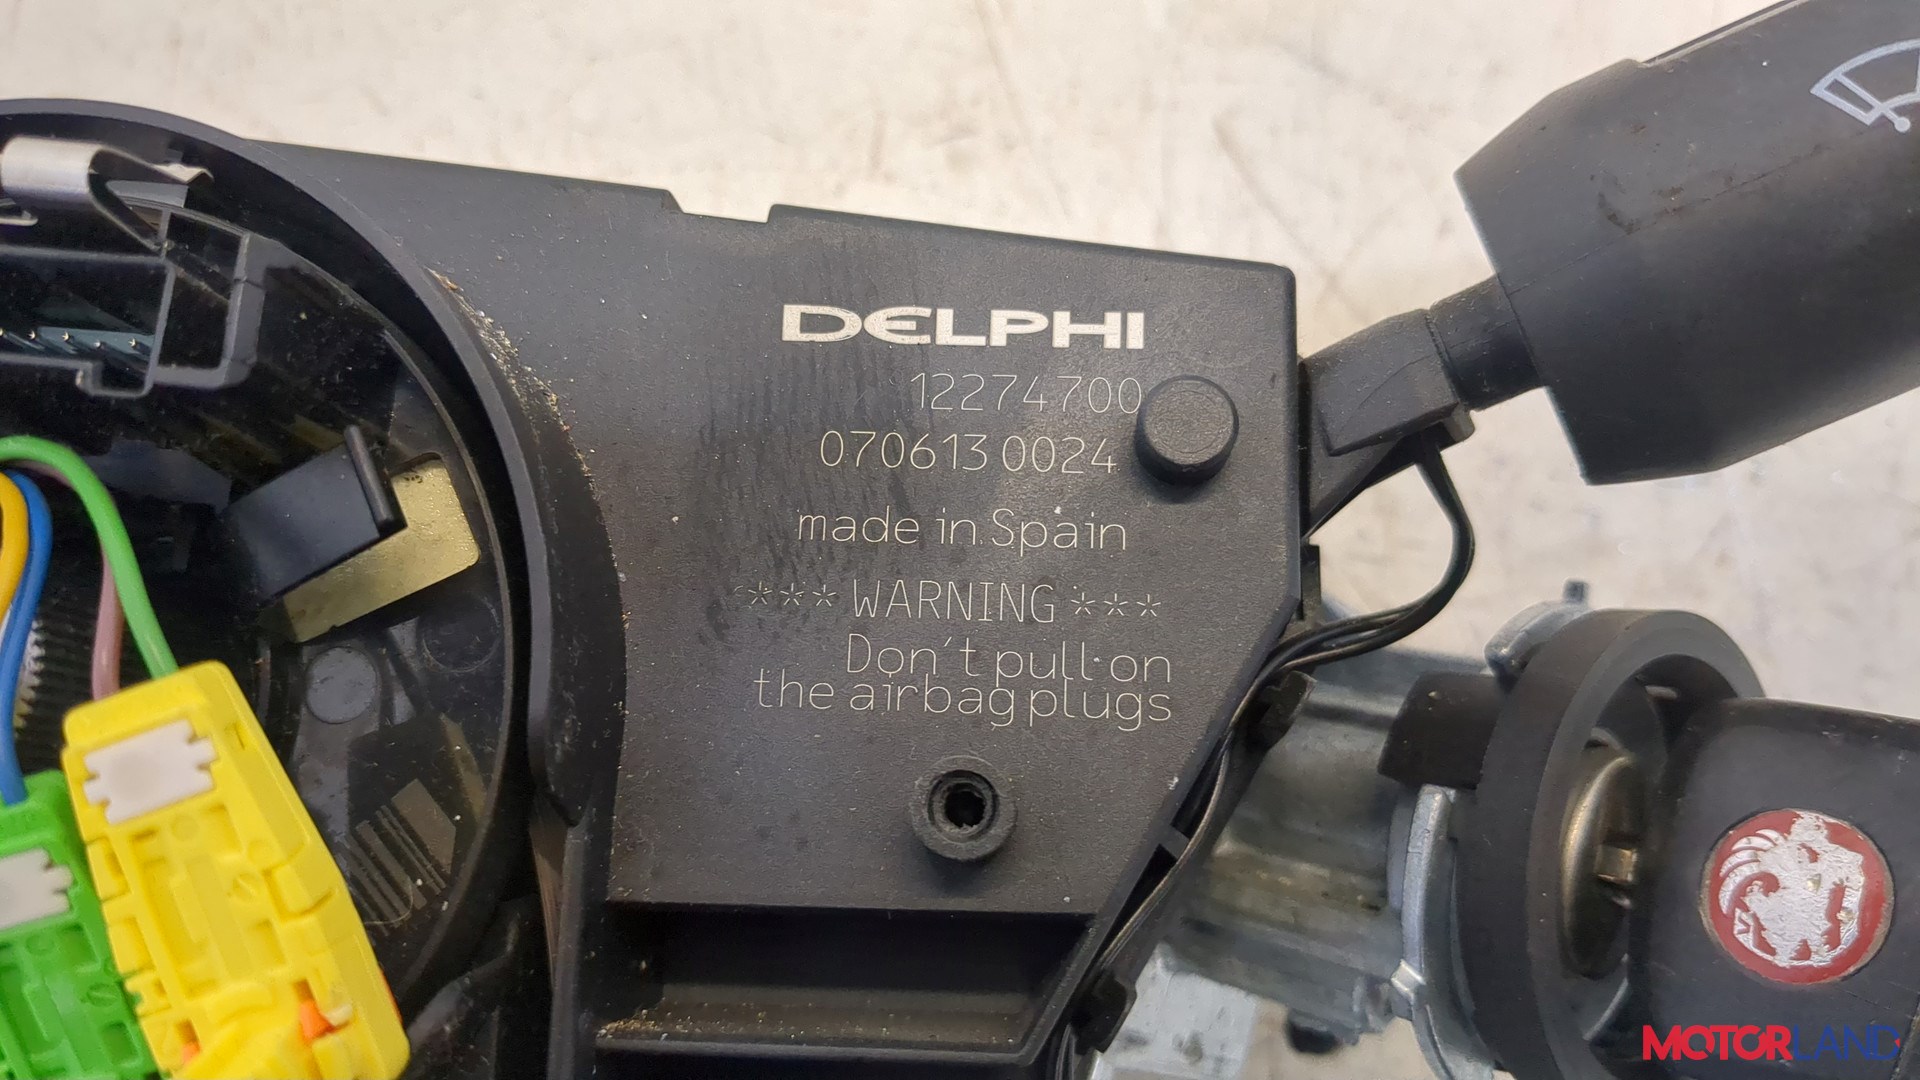 DELPHI
12274700
070613 0024
made in Spain
*** WARNING ***
Don't pull on
the airbag plugs
MOTORLAND